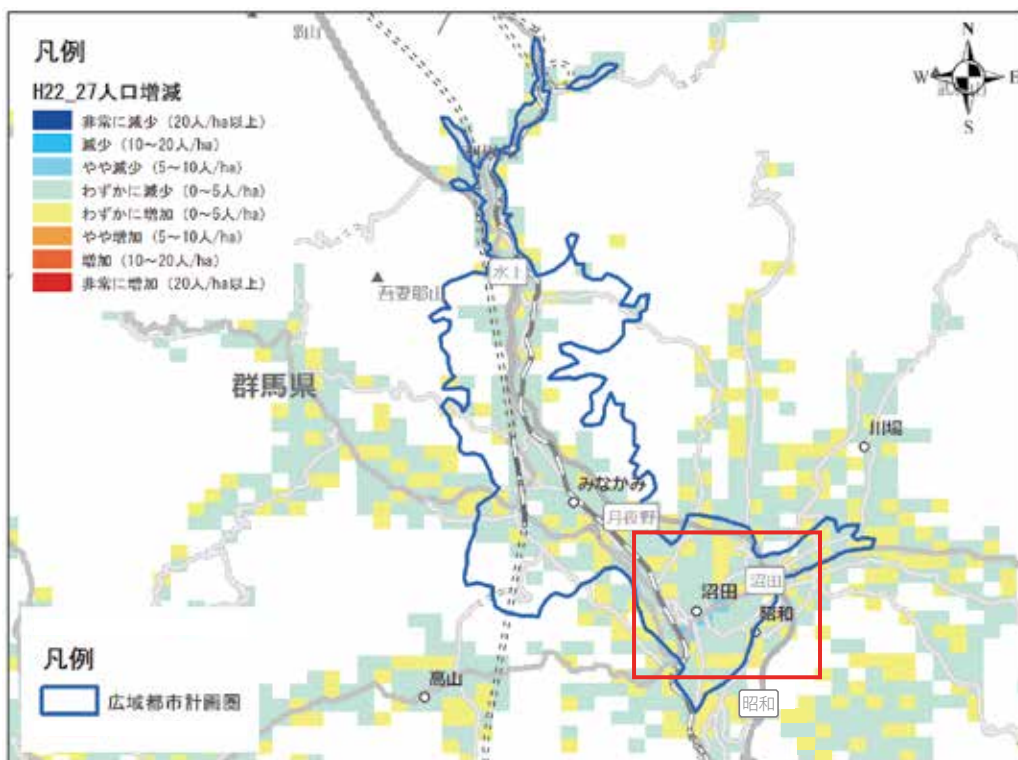 凡例
H22_27人口増減
非常に減少 (20人/ha以上)
減少 (10~20人/ha)
やや減少 (5~10人/ha)
わずかに減少 (0~5人/ha)
わずかに増加 (0~5人/ha)
やや増加 (5~10人/ha)
増加 (10~20人/ha)
非常に増加 (20人/ha以上)
N
W
E
S
水上
吾妻耶山
群馬県
川場
みなかみ
月夜野
沼田
沼田
昭和
高山
昭和
凡例
広域都市計画圏